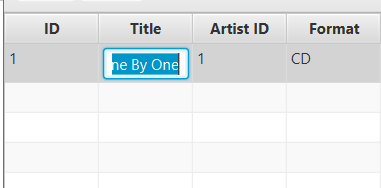 ID Title Artist ID Format
1 ne By One 1 CD